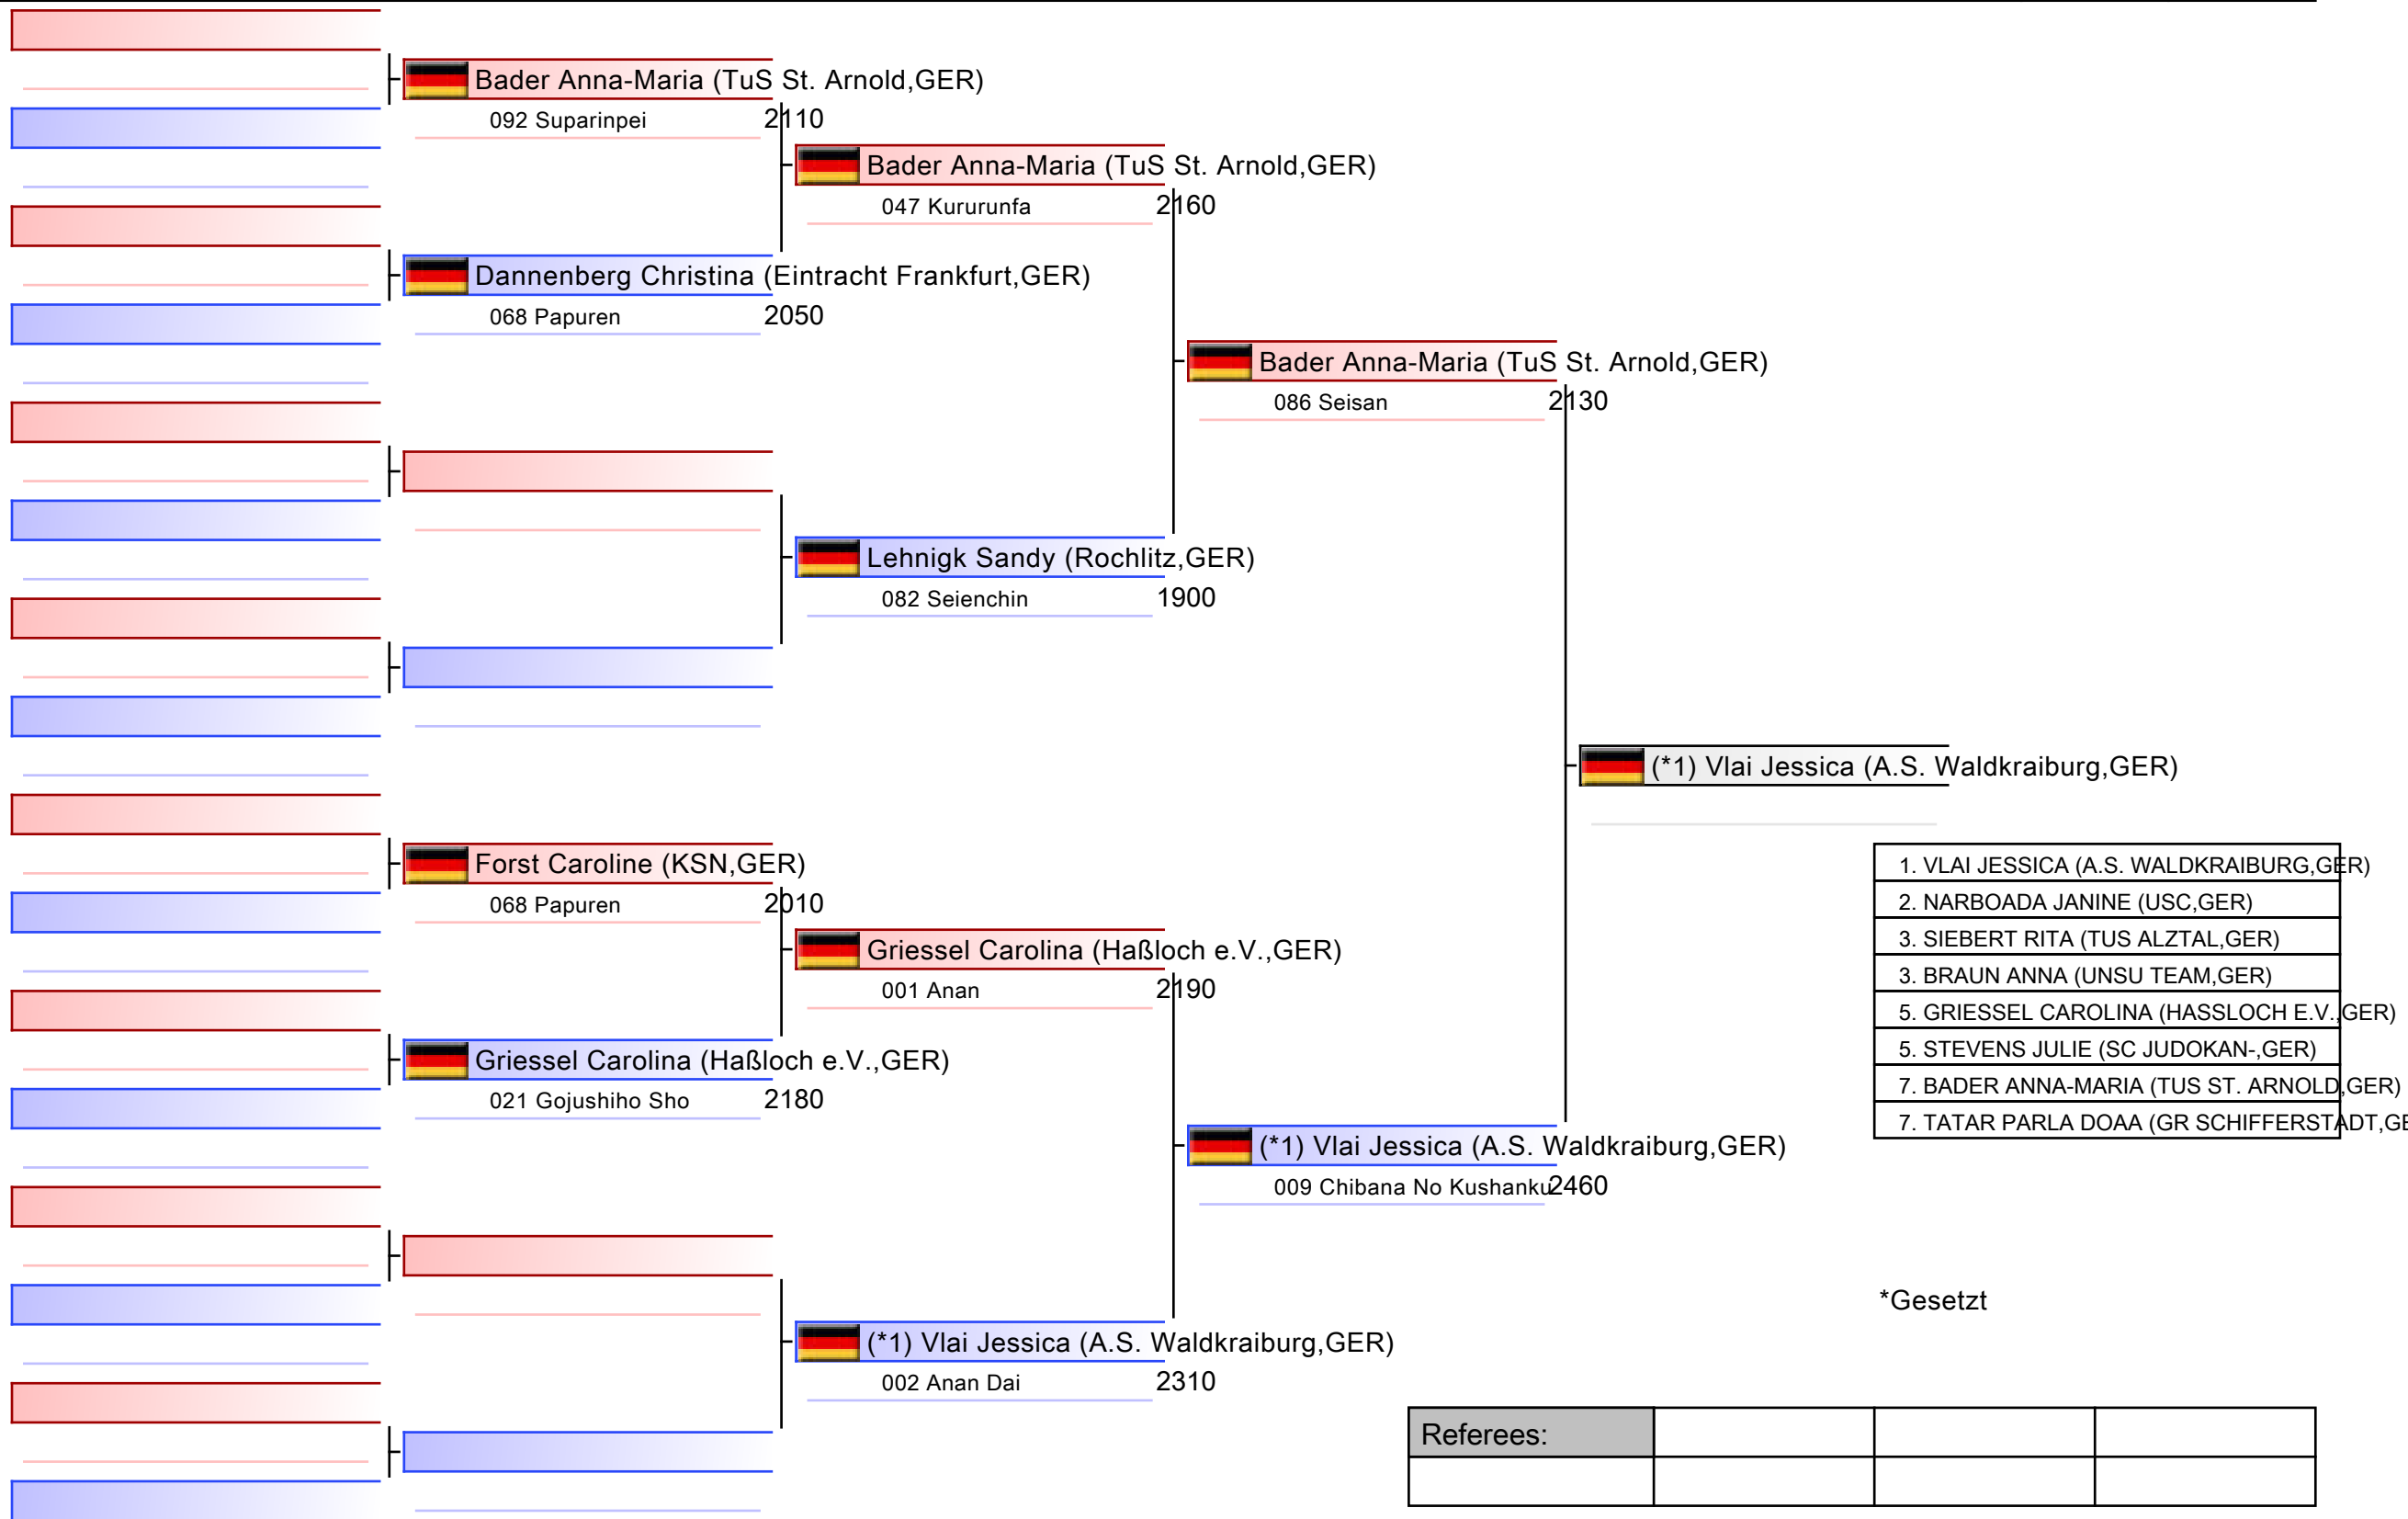 Bader Anna-Maria (TuS St. Arnold,GER)
092 Suparinpei 2110
Bader Anna-Maria (TuS St. Arnold,GER)
047 Kururunfa 2160
Dannenberg Christina (Eintracht Frankfurt,GER)
068 Papuren 2050
Bader Anna-Maria (TuS St. Arnold,GER)
086 Seisan 2130
Lehnigk Sandy (Rochlitz,GER)
082 Seienchin 1900
(*1) Vlai Jessica (A.S. Waldkraiburg,GER)
Forst Caroline (KSN,GER)
068 Papuren 2010
Griessel Carolina (Haßloch e.V.,GER)
001 Anan 2190
Griessel Carolina (Haßloch e.V.,GER)
021 Gojushiho Sho 2180
(*1) Vlai Jessica (A.S. Waldkraiburg,GER)
009 Chibana No Kushanku 2460
(*1) Vlai Jessica (A.S. Waldkraiburg,GER)
002 Anan Dai 2310
1. VLAI JESSICA (A.S. WALDKRAIBURG,GER)
2. NARBOADA JANINE (USC,GER)
3. SIEBERT RITA (TUS ALZTAL,GER)
3. BRAUN ANNA (UNSU TEAM,GER)
5. GRIESSEL CAROLINA (HASSLOCH E.V.,GER)
5. STEVENS JULIE (SC JUDOKAN-,GER)
7. BADER ANNA-MARIA (TUS ST. ARNOLD,GER)
7. TATAR PARLA DOAA (GR SCHIFFERSTADT,GE
*Gesetzt
Referees: